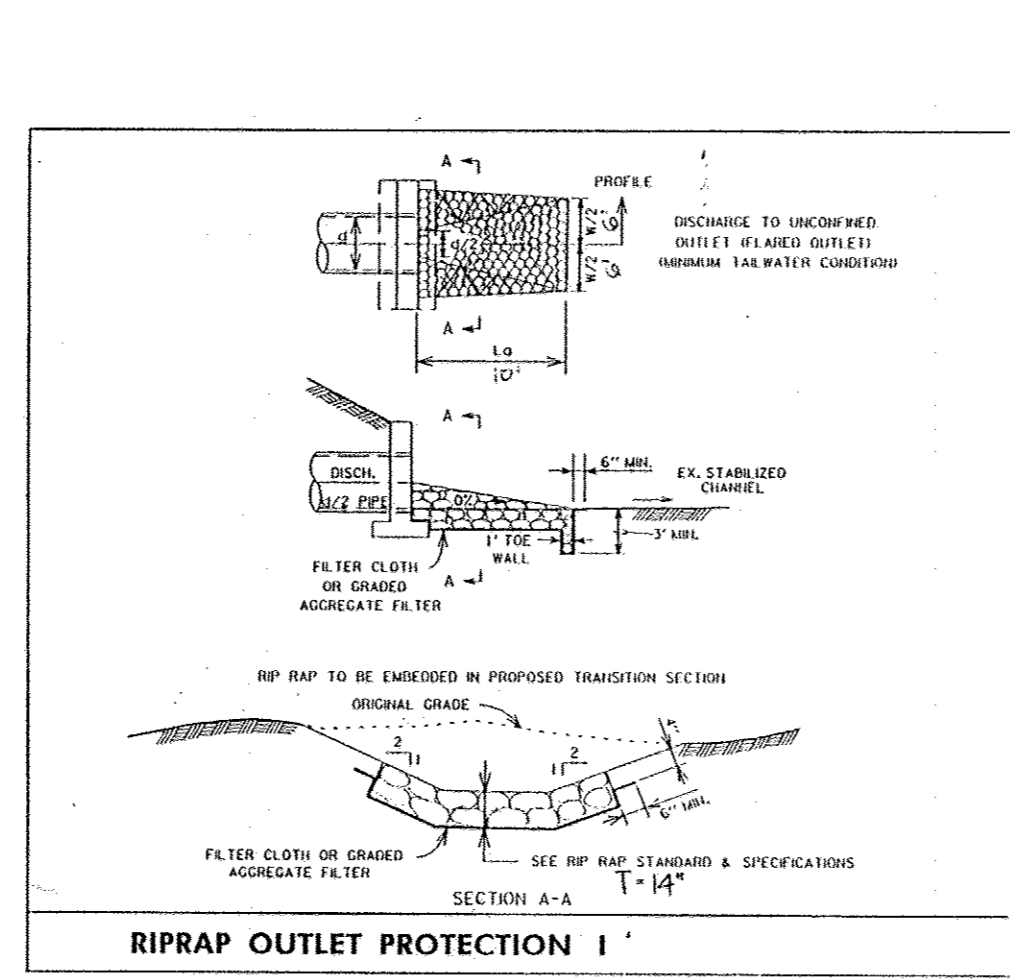 A
PROFILE
d
d/2
W/2
6'
W/2
6'
DISCHARGE TO UNCONFINED
OUTLET (FLARED OUTLET)
(MINIMUM TAILWATER CONDITION)
A
La
10'
A
DISCH.
PIPE
0%
6" MIN.
EX. STABILIZED
CHANNEL
1' TOE
WALL
3' MIN.
FILTER CLOTH
OR GRADED
AGGREGATE FILTER
A
RIP RAP TO BE EMBEDDED IN PROPOSED TRANSITION SECTION
ORIGINAL GRADE
2
1
2
1
6" MIN.
FILTER CLOTH OR GRADED
AGGREGATE FILTER
SEE RIP RAP STANDARD & SPECIFICATIONS
T=14"
SECTION A-A
RIPRAP OUTLET PROTECTION 1